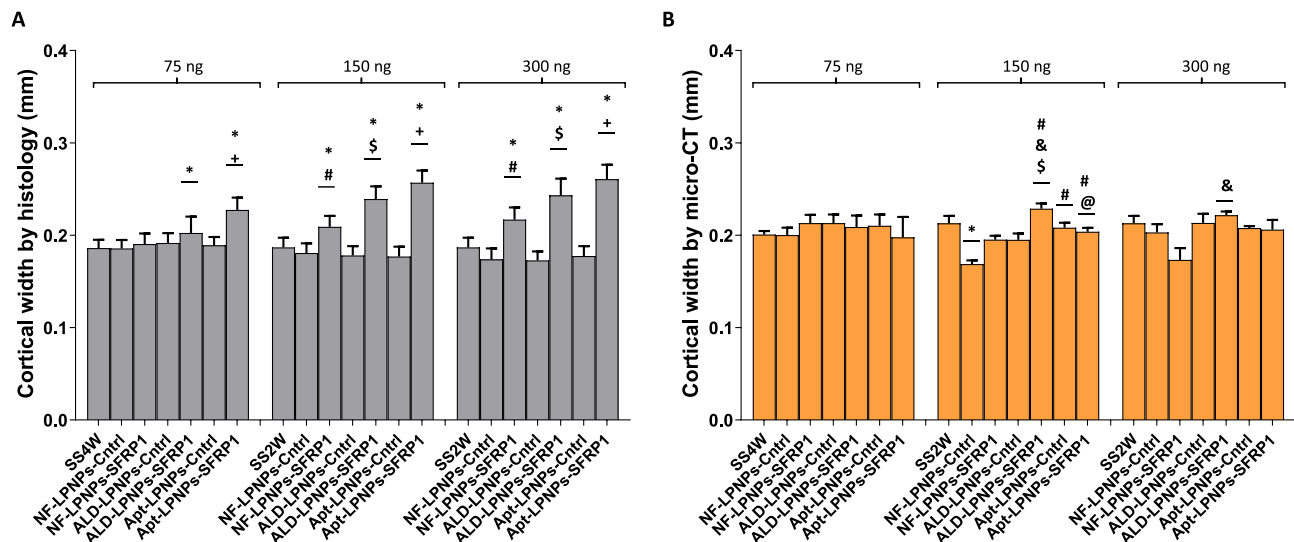 A
Cortical width by histology (mm)
0.4
0.3
0.2
0.1
0.0
75 ng
150 ng
300 ng
*
*
+
*
#
*
$
*
+
*
#
*
$
*
+
SS4W
NF-LPNPs-Cntrl
NF-LPNPs-SFRP1
ALD-LPNPs-Cntrl
ALD-LPNPs-SFRP1
Apt-LPNPs-Cntrl
Apt-LPNPs-SFRP1
SS2W
NF-LPNPs-Cntrl
NF-LPNPs-SFRP1
ALD-LPNPs-Cntrl
ALD-LPNPs-SFRP1
Apt-LPNPs-Cntrl
Apt-LPNPs-SFRP1
SS2W
NF-LPNPs-Cntrl
NF-LPNPs-SFRP1
ALD-LPNPs-Cntrl
ALD-LPNPs-SFRP1
Apt-LPNPs-Cntrl
Apt-LPNPs-SFRP1
B
Cortical width by micro-CT (mm)
0.4
0.3
0.2
0.1
0.0
75 ng
150 ng
300 ng
*
#
&
$
#
#
@
&
SS4W
NF-LPNPs-Cntrl
NF-LPNPs-SFRP1
ALD-LPNPs-Cntrl
ALD-LPNPs-SFRP1
Apt-LPNPs-Cntrl
Apt-LPNPs-SFRP1
SS2W
NF-LPNPs-Cntrl
NF-LPNPs-SFRP1
ALD-LPNPs-Cntrl
ALD-LPNPs-SFRP1
Apt-LPNPs-Cntrl
Apt-LPNPs-SFRP1
SS2W
NF-LPNPs-Cntrl
NF-LPNPs-SFRP1
ALD-LPNPs-Cntrl
ALD-LPNPs-SFRP1
Apt-LPNPs-Cntrl
Apt-LPNPs-SFRP1